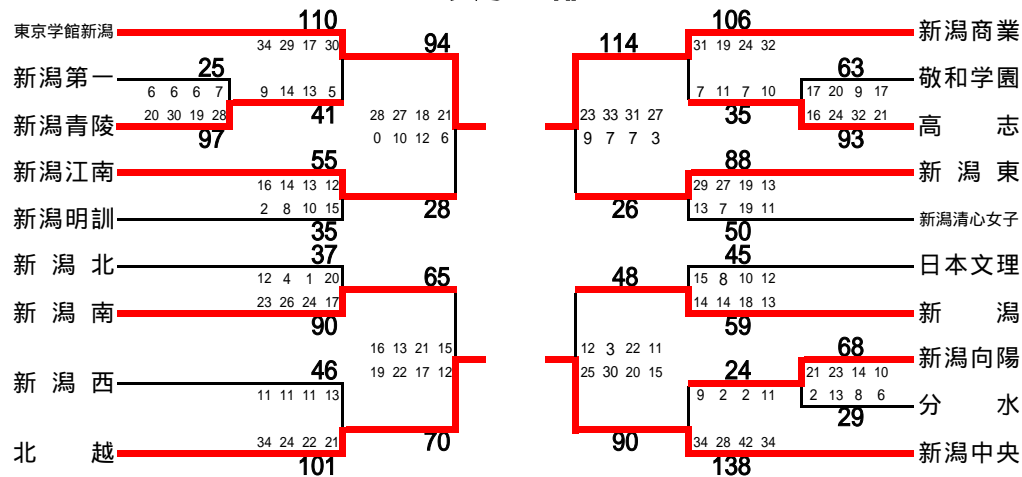 110
東京学館新潟
34 29 17 30
94
新潟第一
25
6 6 6 7
9 14 13 5
20 30 19 28
新潟青陵
97
41
28 27 18 21
0 10 12 6
新潟江南
55
16 14 13 12
28
新潟明訓
2 8 10 15
35
新潟北
37
12 4 1 20
65
新潟南
23 26 24 17
90
16 13 21 15
19 22 17 12
新潟西
46
11 11 11 13
北越
34 24 22 21
101
70
106
新潟商業
31 19 24 32
114
63
敬和学園
17 20 9 17
7 11 7 10
16 24 32 21
高志
93
35
23 33 31 27
9 7 7 3
88
新潟東
29 27 19 13
26
13 7 19 11
新潟清心女子
50
45
日本文理
15 8 10 12
48
14 14 18 13
新潟
59
12 3 22 11
25 30 20 15
68
新潟向陽
21 23 14 10
24
9 2 2 11
2 13 8 6
分水
29
34 28 42 34
新潟中央
90
138